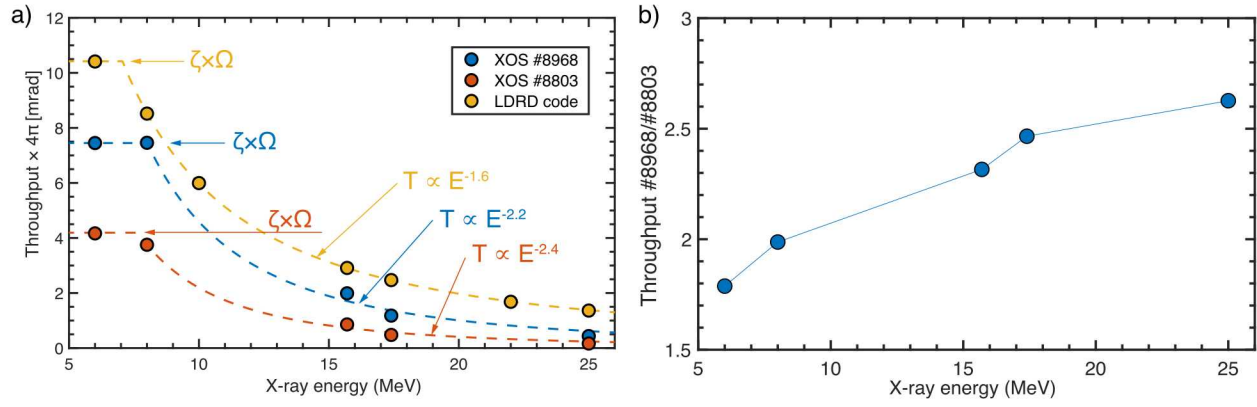 a)
12
10
8
6
4
2
0
Throughput × 4π [mrad]
ζ×Ω
ζ×Ω
ζ×Ω
XOS #8968
XOS #8803
LDRD code
T ∝ E^-1.6
T ∝ E^-2.2
T ∝ E^-2.4
5 10 15 20 25
X-ray energy (MeV)
b)
3
2.5
2
1.5
Throughput #8968/#8803
5 10 15 20 25
X-ray energy (MeV)